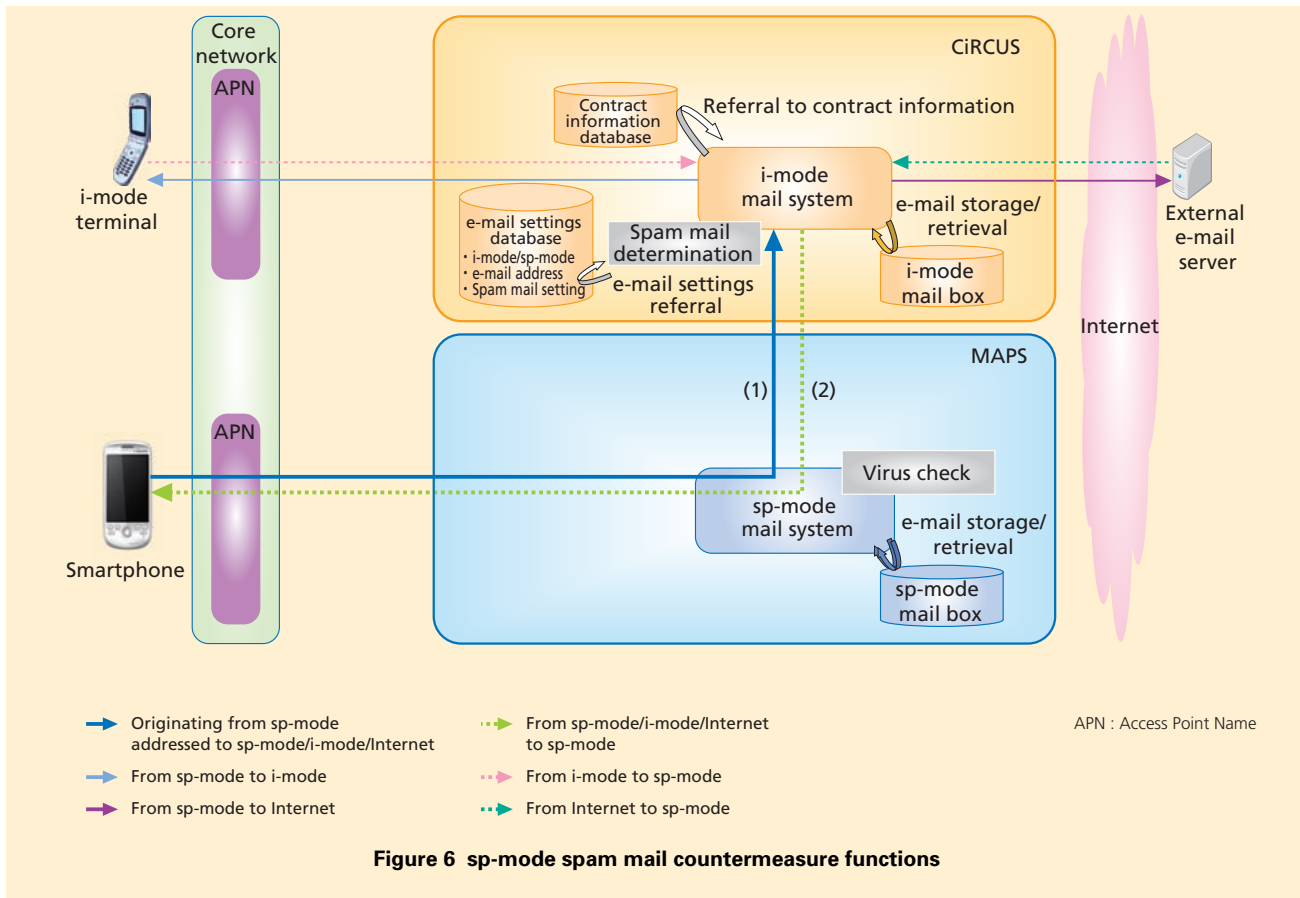 Core
network
APN
CiRCUS
Contract
information
database
Referral to contract information
i-mode
terminal
i-mode
mail system
External
e-mail
server
e-mail settings
database
・i-mode/sp-mode
・e-mail address
・Spam mail setting
Spam mail
determination
e-mail settings
referral
e-mail storage/
retrieval
i-mode
mail box
Internet
MAPS
(1)
(2)
APN
Smartphone
Virus check
sp-mode
mail system
e-mail storage/
retrieval
sp-mode
mail box
Originating from sp-mode
addressed to sp-mode/i-mode/Internet
From sp-mode to i-mode
From sp-mode to Internet
From sp-mode/i-mode/Internet
to sp-mode
From i-mode to sp-mode
From Internet to sp-mode
APN : Access Point Name
Figure 6 sp-mode spam mail countermeasure functions